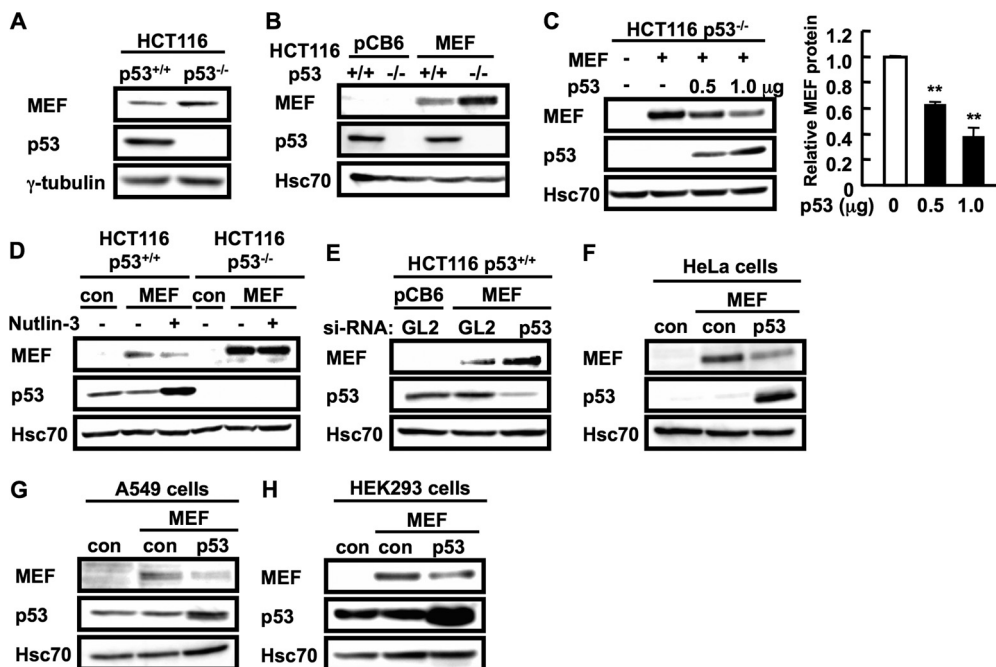 A
HCT116
p53+/+ p53-/-
MEF
p53
γ-tubulin
B
pCB6 MEF
HCT116
p53 +/+ -/- +/+ -/-
MEF
p53
Hsc70
C
HCT116 p53-/-
MEF - + + +
p53 - - 0.5 1.0 μg
MEF
p53
Hsc70
Relative MEF protein
1.2
1.0
0.8
0.6
0.4
0.2
0
** **
p53 (μg) 0 0.5 1.0
D
HCT116 HCT116
p53+/+ p53-/-
con MEF con MEF
Nutlin-3 - - + - - +
MEF
p53
Hsc70
E
HCT116 p53+/+
pCB6 MEF
si-RNA: GL2 GL2 p53
MEF
p53
Hsc70
F
HeLa cells
MEF
con con p53
MEF
p53
Hsc70
G
A549 cells
MEF
con con p53
MEF
p53
Hsc70
H
HEK293 cells
MEF
con con p53
MEF
p53
Hsc70